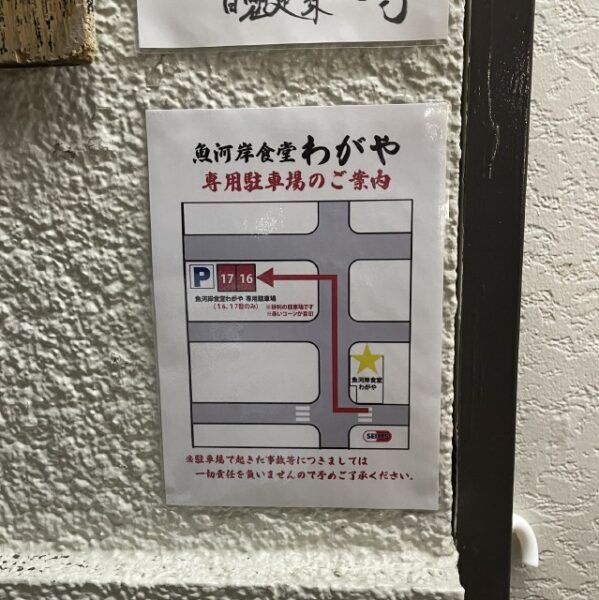 魚河岸食堂わがや
専用駐車場のご案内
P 17 16
魚河岸食堂わがや 専用駐車場
(16、17番のみ)
※砂利の駐車場です
※赤いコーンが目印
魚河岸食堂
わがや
※駐車場で起きた事故等につきましては
一切責任を負いませんので予めご了承ください。